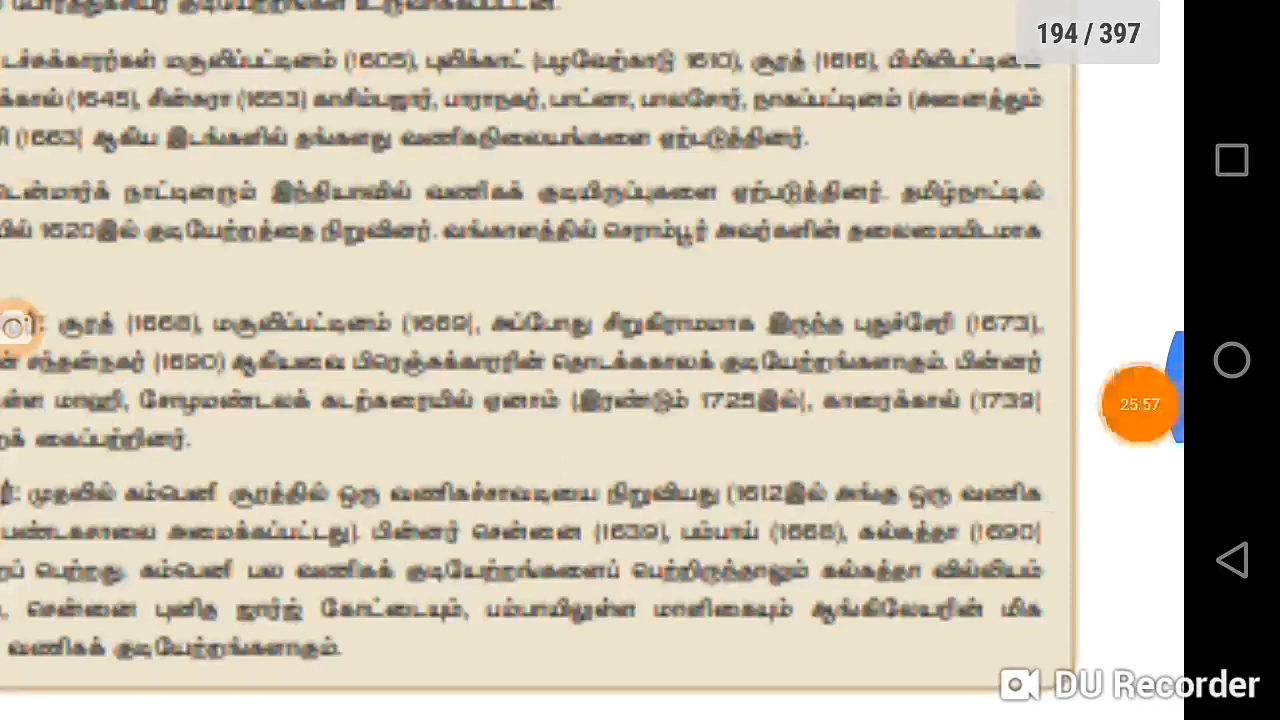 194 / 397
டச்சுக்காரர்கள் மசூலிப்பட்டினம் (1605), புலிக்காட் (பழவேற்காடு 1610), சூரத் (1616), பிமிலிபட்டினம்
(1645), சின்சுரா (1653) காசிம்பஜார், பாராநகர், பாட்னா, பாலசோர், நாகப்பட்டினம் (அனைத்தும்
(1663( ஆகிய இடங்களில் தங்களது வணிகநிலையங்களை ஏற்படுத்தினர்.
டென்மார்க் நாட்டினரும் இந்தியாவில் வணிகக் குடியிருப்புகளை ஏற்படுத்தினர். தமிழ்நாட்டில்
1620இல் குடியேற்றத்தை நிறுவினர். வங்காளத்தில் செராம்பூர் அவர்களின் தலைமையிடமாக
சூரத் (1668), மசூலிப்பட்டினம் (1669), அப்போது சிறுகிராமமாக இருந்த புதுச்சேரி (1673),
சந்தன்நகர் (1690) ஆகியவை பிரெஞ்சுக்காரரின் தொடக்ககாலக் குடியேற்றங்களாகும். பின்னர்
மாஹி, சோழமண்டலக் கடற்கரையில் ஏனாம் (இரண்டும் 1725இல்), காரைக்கால் (1739(
கைப்பற்றினர்.
முதலில் கம்பெனி சூரத்தில் ஒரு வணிகச்சாவடியை நிறுவியது (1612இல் அங்கு ஒரு வணிக
பண்டகசாலை அமைக்கப்பட்டது). பின்னர் சென்னை (1639), பம்பாய் (1668), கல்கத்தா (1690(
பெற்றது. கம்பெனி பல வணிகக் குடியேற்றங்களைப் பெற்றிருந்தாலும் கல்கத்தா வில்லியம்
சென்னை புனித ஜார்ஜ் கோட்டையும், பம்பாயிலுள்ள மாளிகையும் ஆங்கிலேயரின் மிக
வணிகக் குடியேற்றங்களாகும்.
25:57
DU Recorder